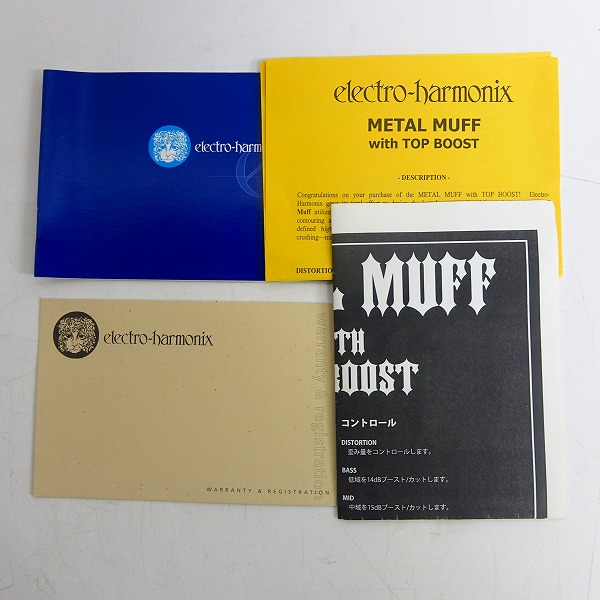 electro-harmonix
electro-harmonix
METAL MUFF
with TOP BOOST
- DESCRIPTION -
Congratulations on your purchase of the METAL MUFF with TOP BOOST! Electro-
Harmonix
Muff utilizes
contouring
defined high
crushing—
DISTORTION
electro-harmonix
warranty & registration
WARRANTY & REGISTRATION
MUFF
TH
BOOST
コントロール
DISTORTION
歪み量をコントロールします。
BASS
低域を14dBブースト/カットします。
MID
中域を15dBブースト/カットします。